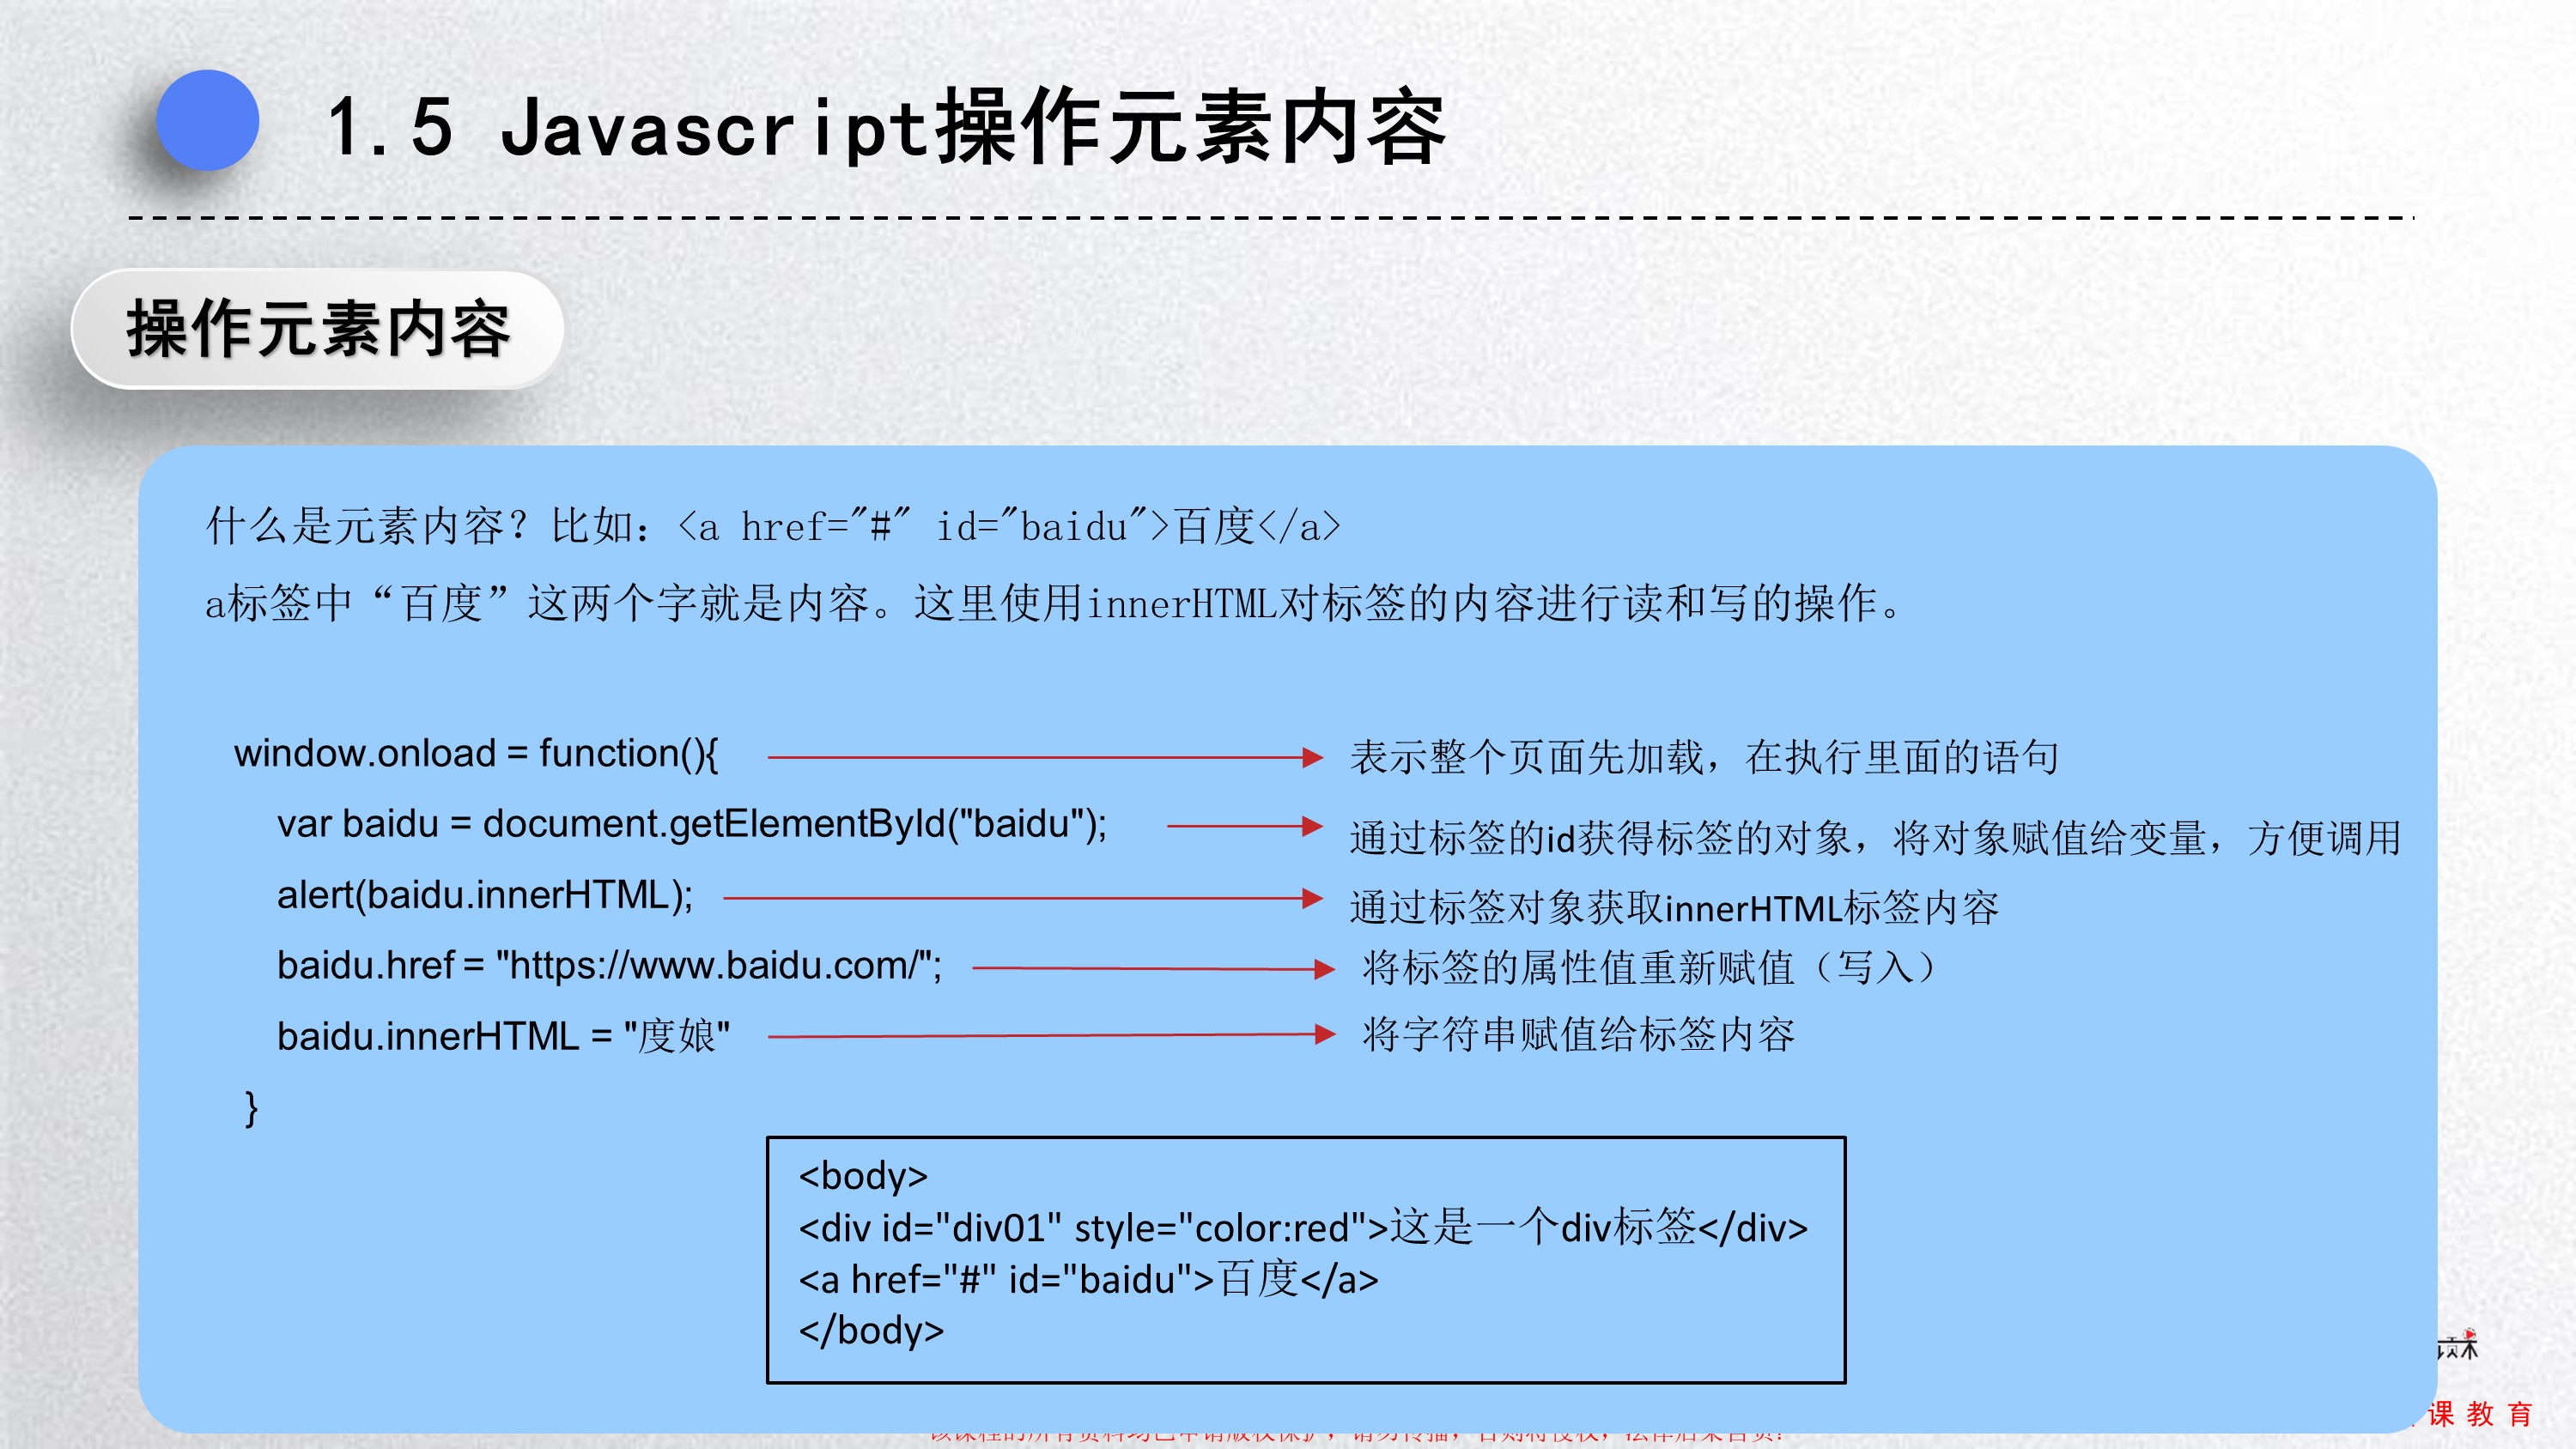 1.5 Javascript操作元素内容
操作元素内容
什么是元素内容？比如：<a href="#" id="baidu">百度</a>
a标签中“百度”这两个字就是内容。这里使用innerHTML对标签的内容进行读和写的操作。
window.onload = function(){
表示整个页面先加载，在执行里面的语句
var baidu = document.getElementById("baidu");
通过标签的id获得标签的对象，将对象赋值给变量，方便调用
alert(baidu.innerHTML);
通过标签对象获取innerHTML标签内容
baidu.href = "https://www.baidu.com/";
将标签的属性值重新赋值（写入）
baidu.innerHTML = "度娘"
将字符串赋值给标签内容
}
<body>
<div id="div01" style="color:red">这是一个div标签</div>
<a href="#" id="baidu">百度</a>
</body>
课教育